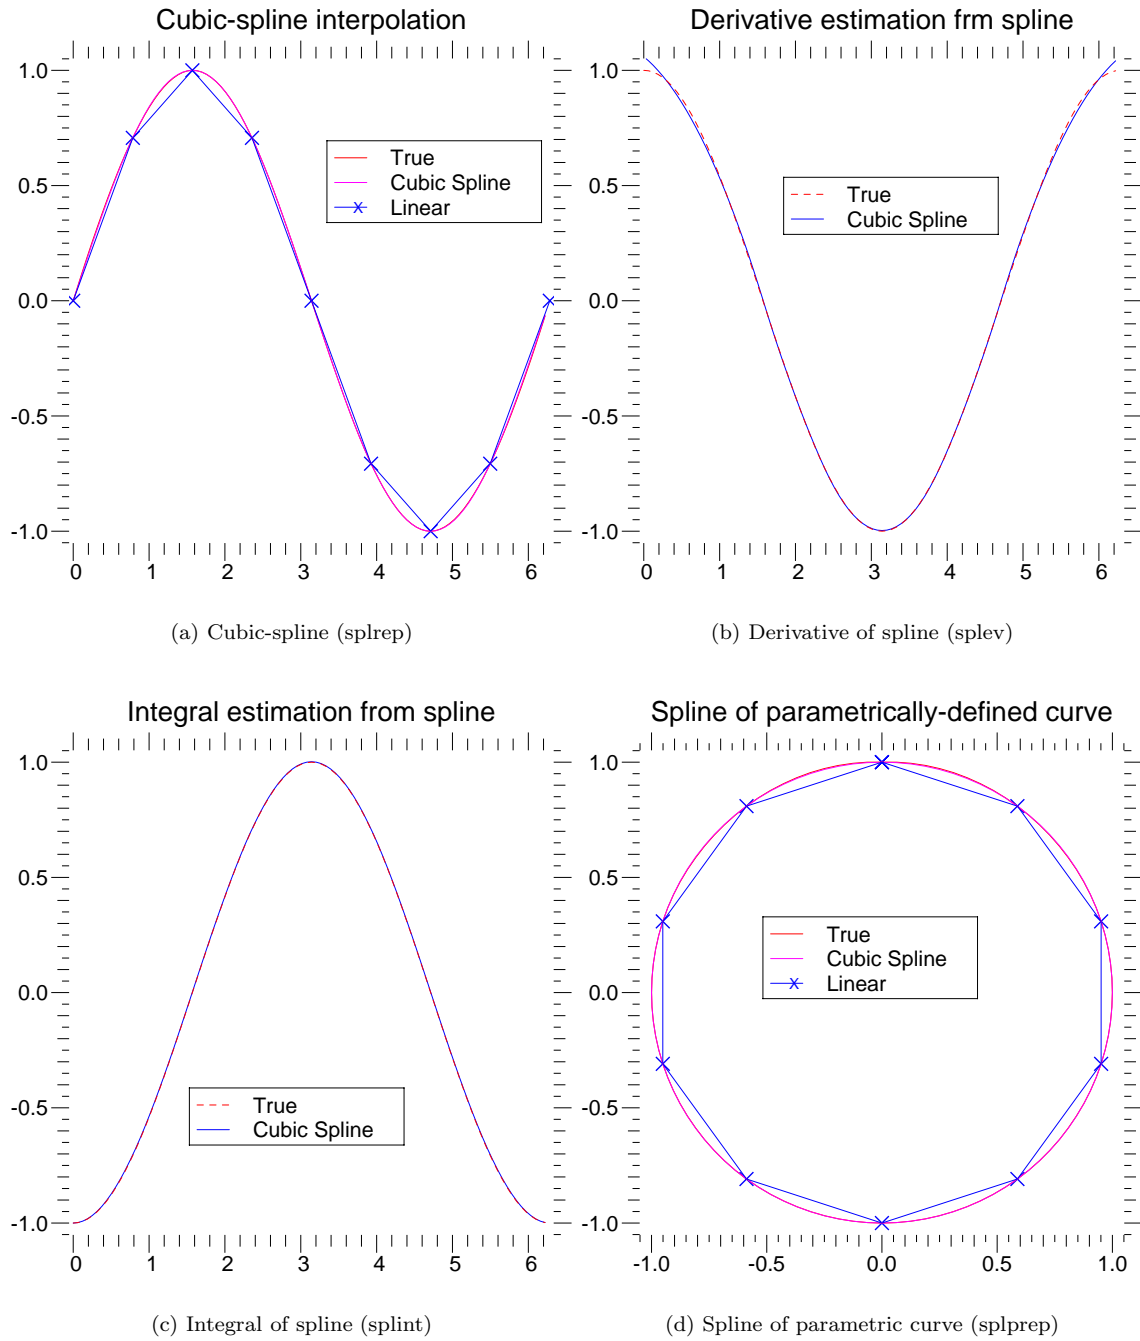 Cubic-spline interpolation
1.0
0.5
0.0
-0.5
-1.0
0 1 2 3 4 5 6
True
Cubic Spline
Linear
(a) Cubic-spline (splrep)
Derivative estimation frm spline
1.0
0.5
0.0
-0.5
-1.0
0 1 2 3 4 5 6
True
Cubic Spline
(b) Derivative of spline (splev)
Integral estimation from spline
1.0
0.5
0.0
-0.5
-1.0
0 1 2 3 4 5 6
True
Cubic Spline
(c) Integral of spline (splint)
Spline of parametrically-defined curve
1.0
0.5
0.0
-0.5
-1.0
-1.0 -0.5 0.0 0.5 1.0
True
Cubic Spline
Linear
(d) Spline of parametric curve (splprep)